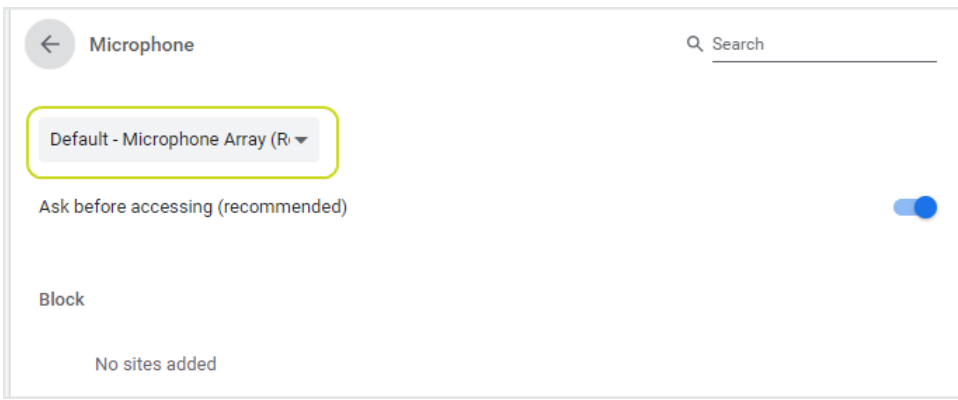 Microphone
Search
Default - Microphone Array (R
Ask before accessing (recommended)
Block
No sites added